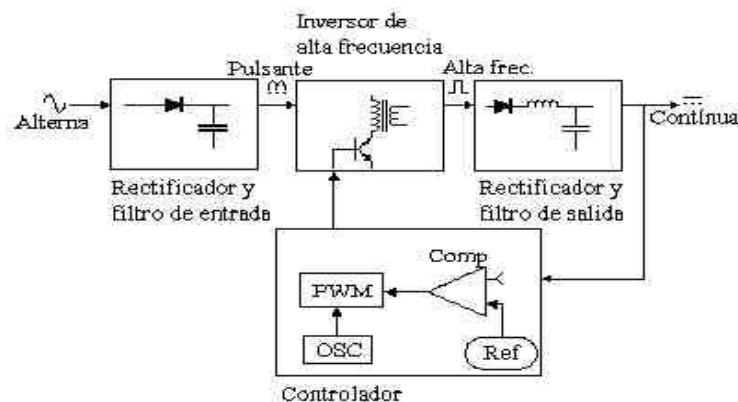 Inversor de
alta frecuencia
Pulsante
Alta frec.
Alterna
Contínua
Rectificador y
filtro de entrada
Rectificador y
filtro de salida
Comp
PWM
OSC
Ref
Controlador